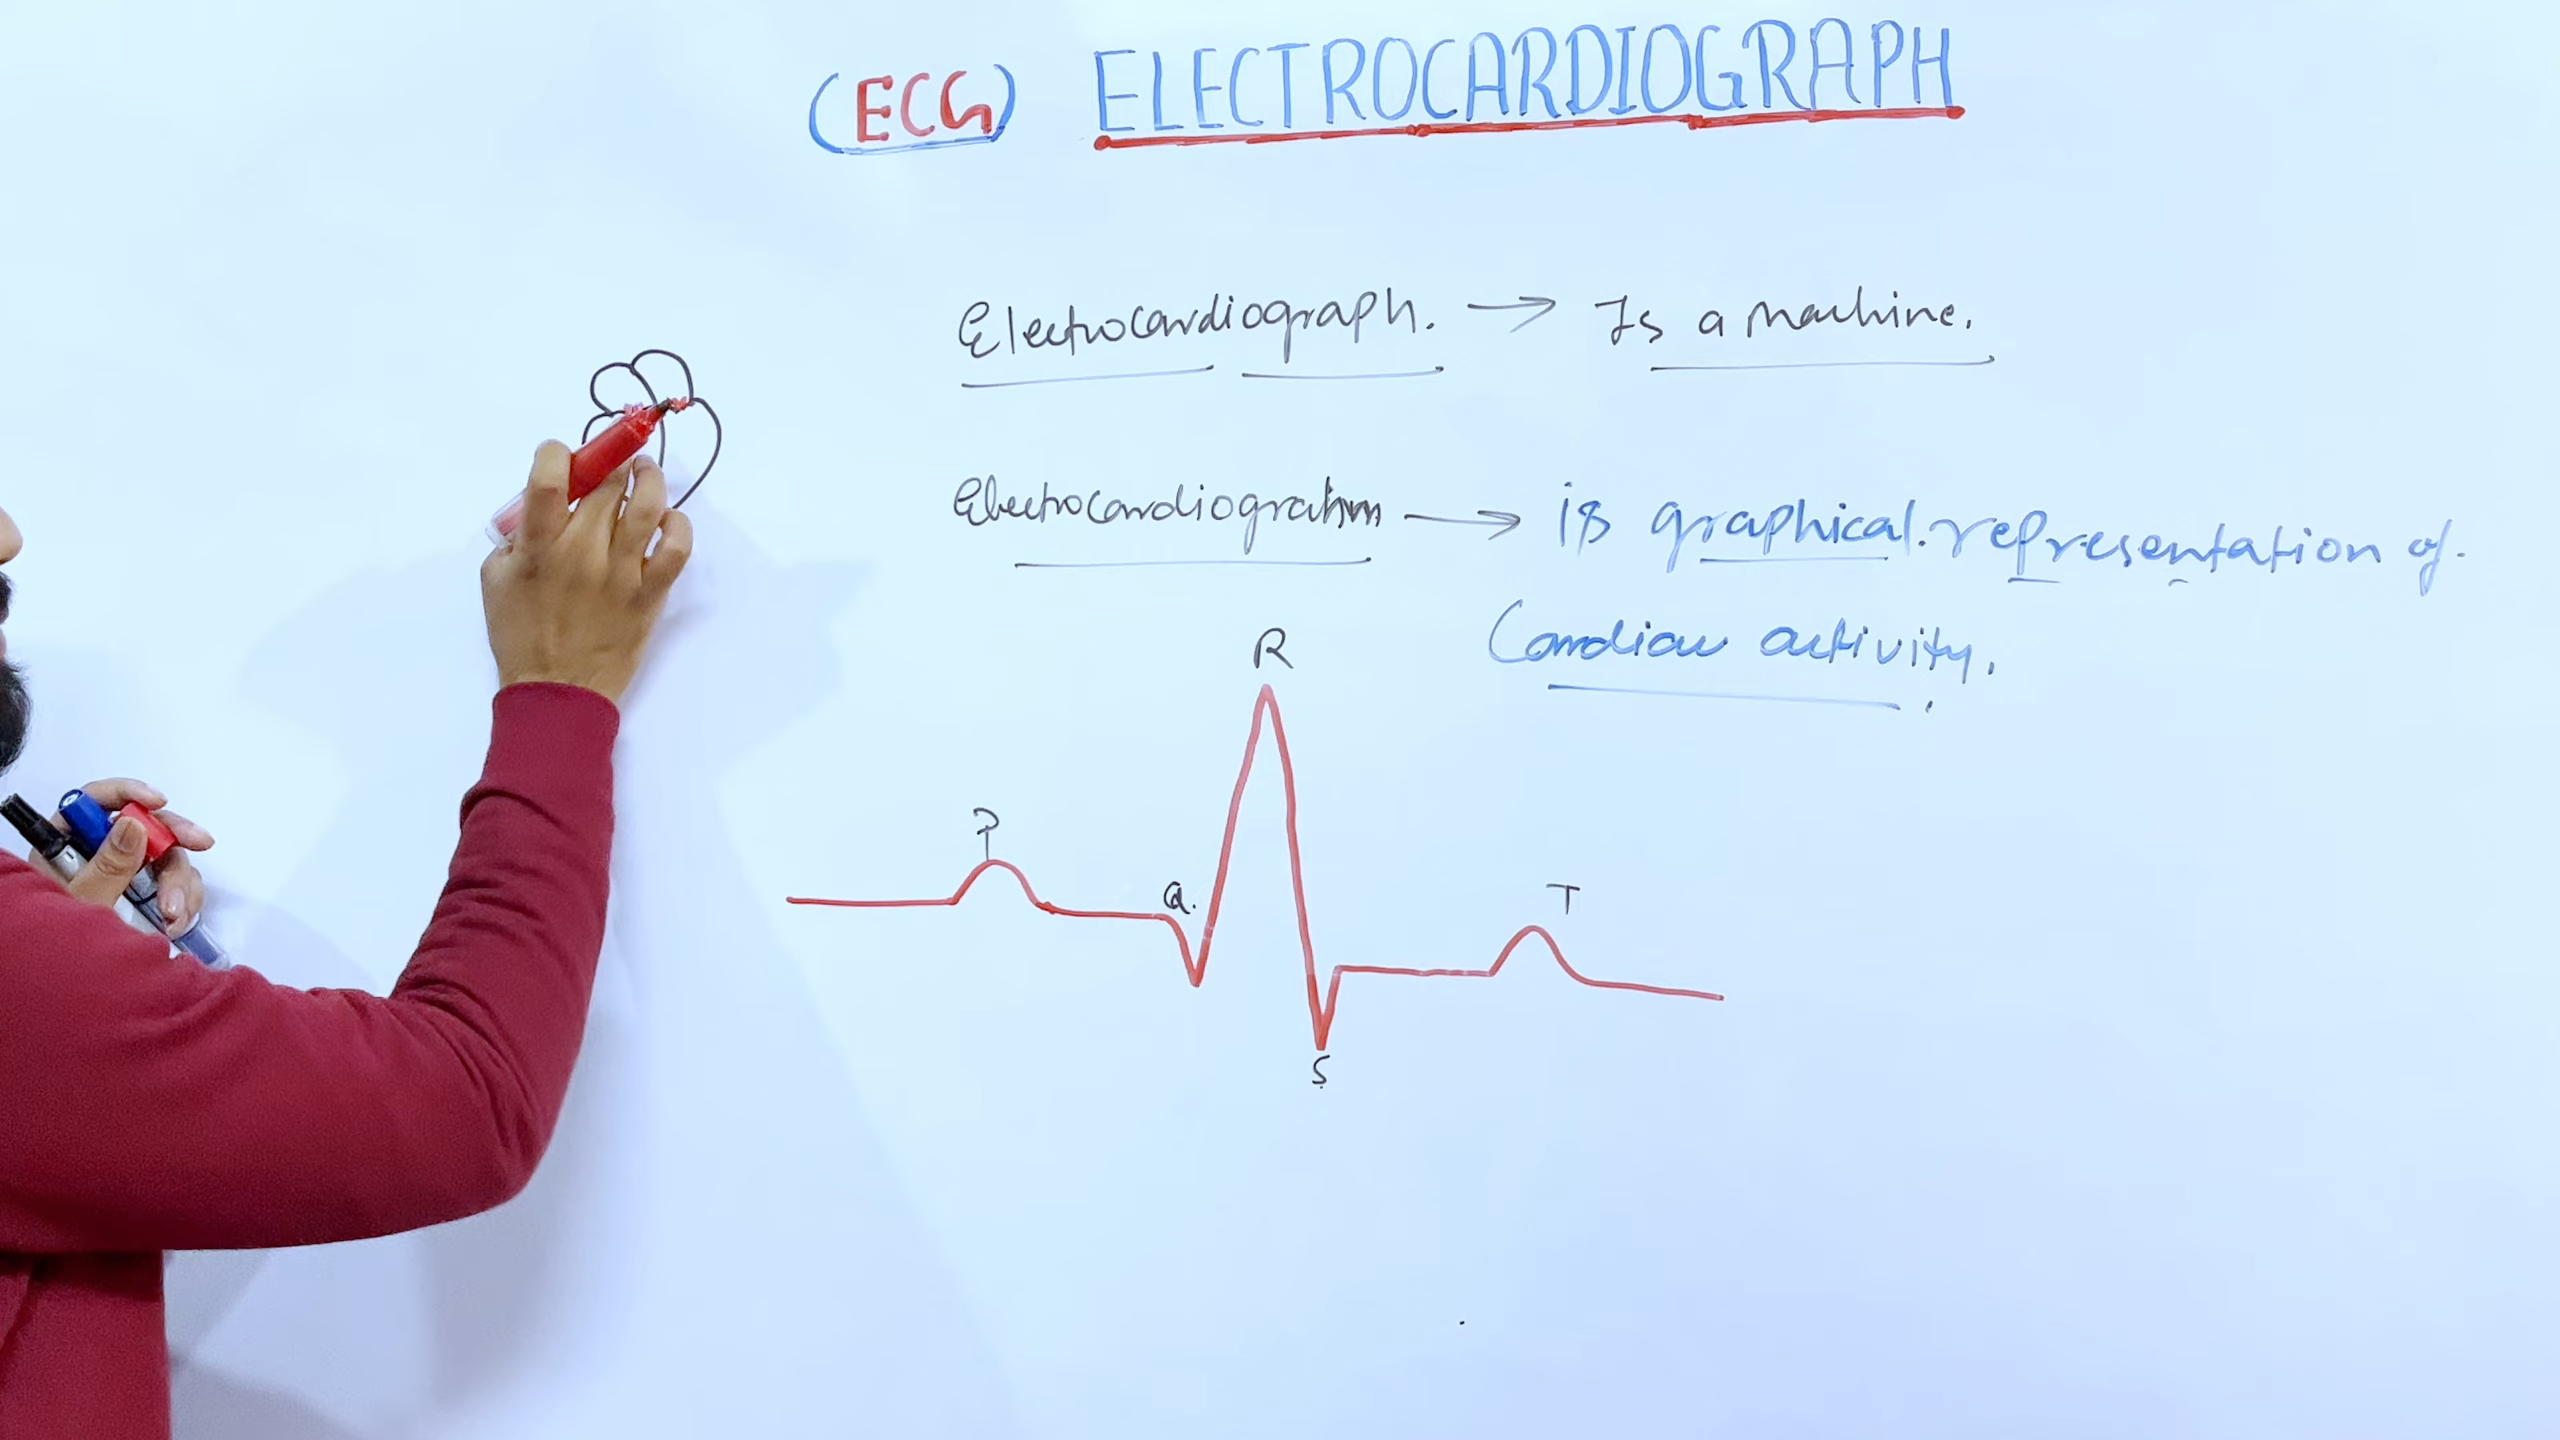 (ECG) ELECTROCARDIOGRAPH
Electrocardiograph. → Is a machine.
Electrocardiogram → is graphical representation of.
Cardiac activity.
R
P
Q.
T
S